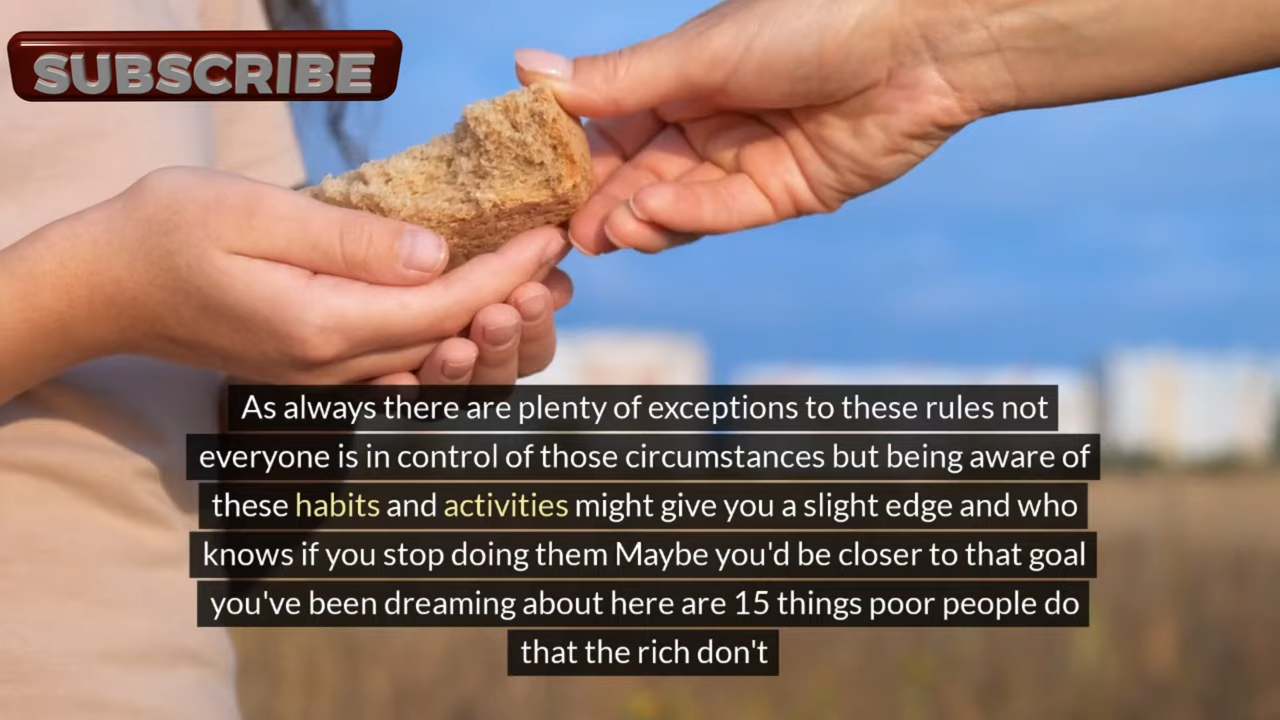 SUBSCRIBE
As always there are plenty of exceptions to these rules not
everyone is in control of those circumstances but being aware of
these habits and activities might give you a slight edge and who
knows if you stop doing them Maybe you'd be closer to that goal
you've been dreaming about here are 15 things poor people do
that the rich don't